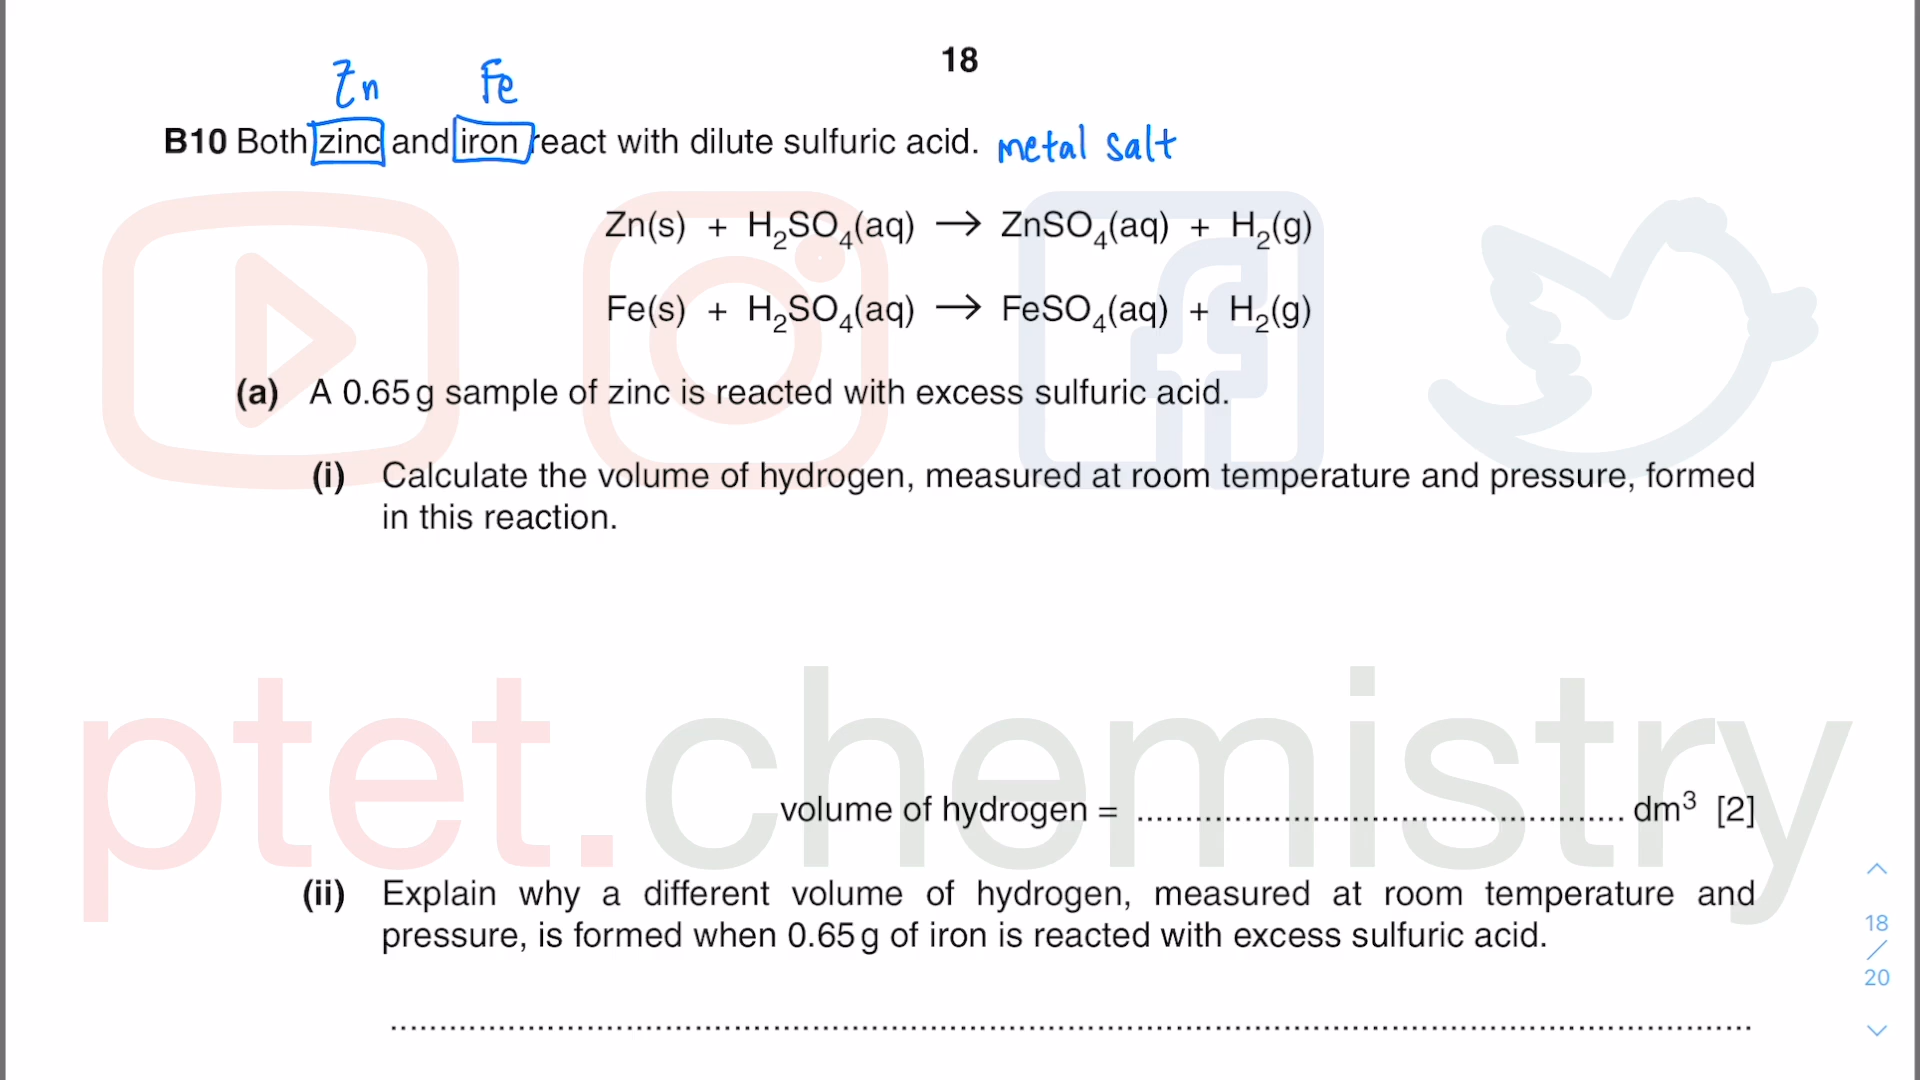 18
Zn Fe
B10 Both zinc and iron react with dilute sulfuric acid. metal salt
Zn(s) + H₂SO₄(aq) → ZnSO₄(aq) + H₂(g)
Fe(s) + H₂SO₄(aq) → FeSO₄(aq) + H₂(g)
(a) A 0.65 g sample of zinc is reacted with excess sulfuric acid.
(i) Calculate the volume of hydrogen, measured at room temperature and pressure, formed
in this reaction.
ptet.chemistry
volume of hydrogen = .................................................. dm³ [2]
(ii) Explain why a different volume of hydrogen, measured at room temperature and
pressure, is formed when 0.65 g of iron is reacted with excess sulfuric acid.
18
/
20
..........................................................................................................................................